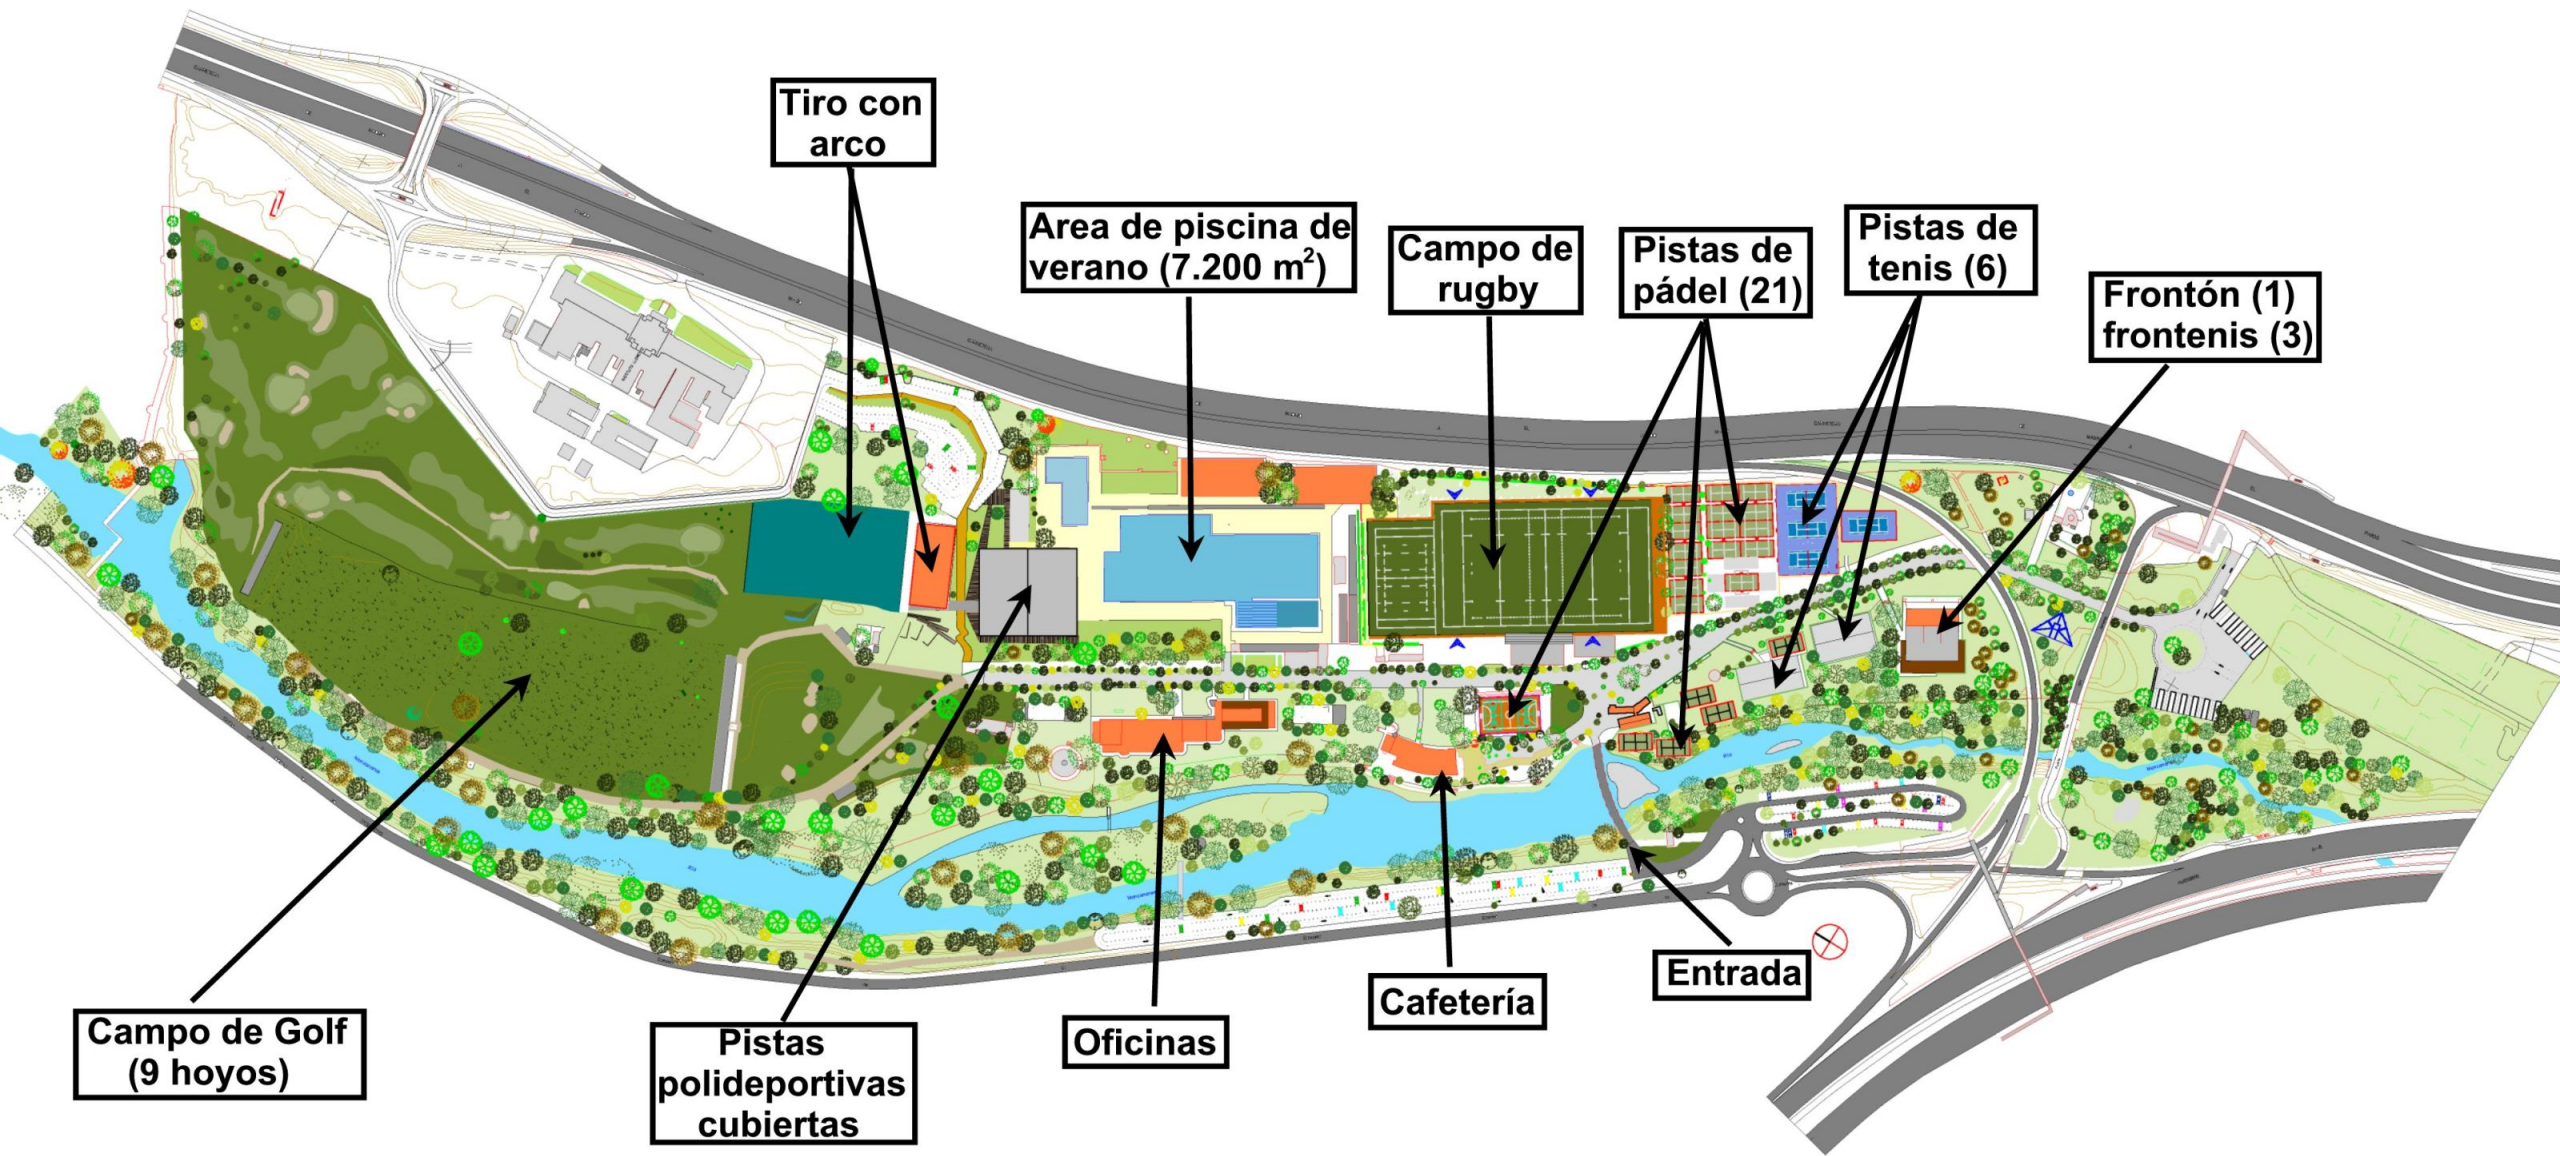 Tiro con
arco
Area de piscina de
verano (7.200 m²)
Campo de
rugby
Pistas de
pádel (21)
Pistas de
tenis (6)
Frontón (1)
frontenis (3)
Campo de Golf
(9 hoyos)
Pistas
polideportivas
cubiertas
Oficinas
Cafetería
Entrada